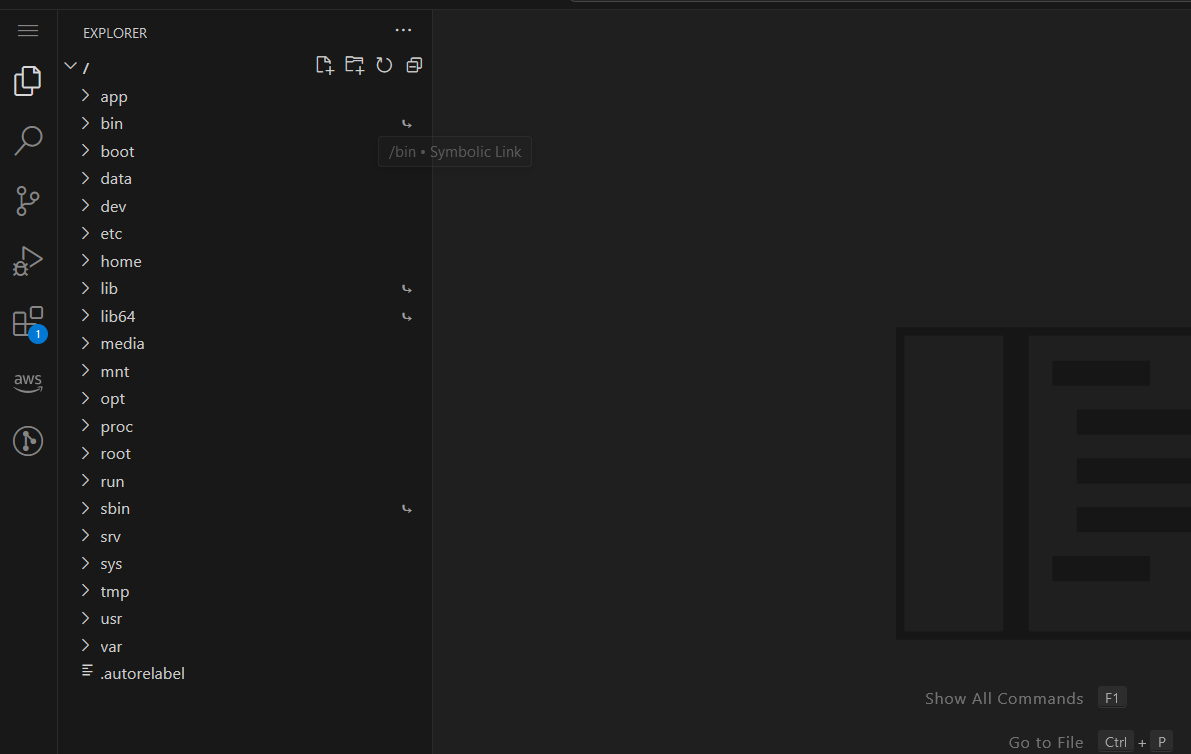 EXPLORER
/
app
bin
boot
/bin • Symbolic Link
data
dev
etc
home
lib
lib64
media
mnt
opt
proc
root
run
sbin
srv
sys
tmp
usr
var
.autorelabel
1
aws
Show All Commands F1
Go to File Ctrl + P